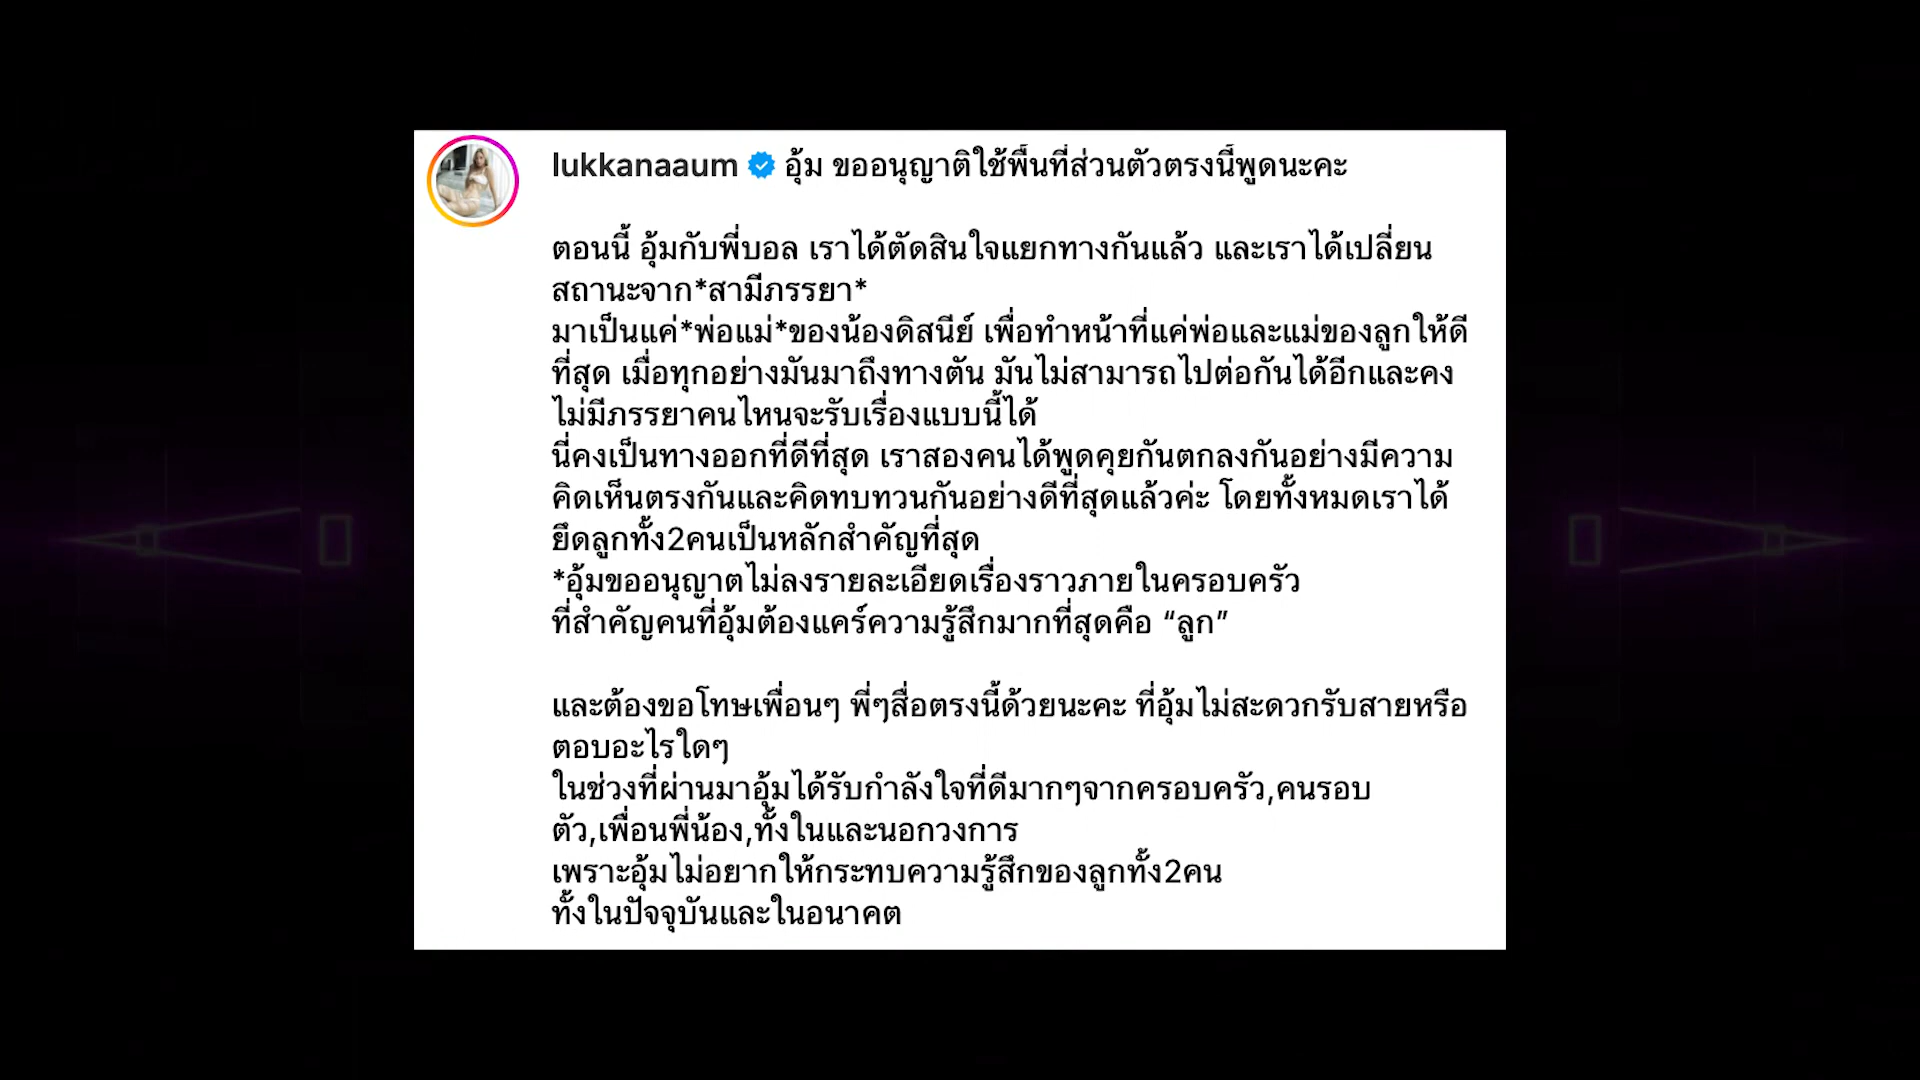 lukkanaaum อุ้ม ขออนุญาติใช้พื้นที่ส่วนตัวตรงนี้พูดนะคะ
ตอนนี้ อุ้มกับพี่บอล เราได้ตัดสินใจแยกทางกันแล้ว และเราได้เปลี่ยน
สถานะจาก*สามีภรรยา*
มาเป็นแค่*พ่อแม่*ของน้องดิสนีย์ เพื่อทำหน้าที่แค่พ่อและแม่ของลูกให้ดี
ที่สุด เมื่อทุกอย่างมันมาถึงทางตัน มันไม่สามารถไปต่อกันได้อีกและคง
ไม่มีภรรยาคนไหนจะรับเรื่องแบบนี้ได้
นี่คงเป็นทางออกที่ดีที่สุด เราสองคนได้พูดคุยกันตกลงกันอย่างมีความ
คิดเห็นตรงกันและคิดทบทวนกันอย่างดีที่สุดแล้วค่ะ โดยทั้งหมดเราได้
ยึดลูกทั้ง2คนเป็นหลักสำคัญที่สุด
*อุ้มขออนุญาตไม่ลงรายละเอียดเรื่องราวภายในครอบครัว
ที่สำคัญคนที่อุ้มต้องแคร์ความรู้สึกมากที่สุดคือ “ลูก”
และต้องขอโทษเพื่อนๆ พี่ๆสื่อตรงนี้ด้วยนะคะ ที่อุ้มไม่สะดวกรับสายหรือ
ตอบอะไรใดๆ
ในช่วงที่ผ่านมาอุ้มได้รับกำลังใจที่ดีมากๆจากครอบครัว,คนรอบ
ตัว,เพื่อนพี่น้อง,ทั้งในและนอกวงการ
เพราะอุ้มไม่อยากให้กระทบความรู้สึกของลูกทั้ง2คน
ทั้งในปัจจุบันและในอนาคต